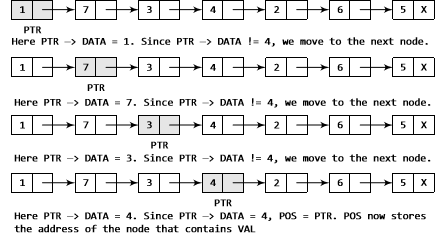 1 7 3 4 2 6 5 X
PTR
Here PTR —> DATA = 1. Since PTR —> DATA != 4, we move to the next node.
1 7 3 4 2 6 5 X
PTR
Here PTR —> DATA = 7. Since PTR —> DATA != 4, we move to the next node.
1 7 3 4 2 6 5 X
PTR
Here PTR —> DATA = 3. Since PTR —> DATA != 4, we move to the next node.
1 7 3 4 2 6 5 X
PTR
Here PTR —> DATA = 4. Since PTR —> DATA = 4, POS = PTR. POS now stores
the address of the node that contains VAL